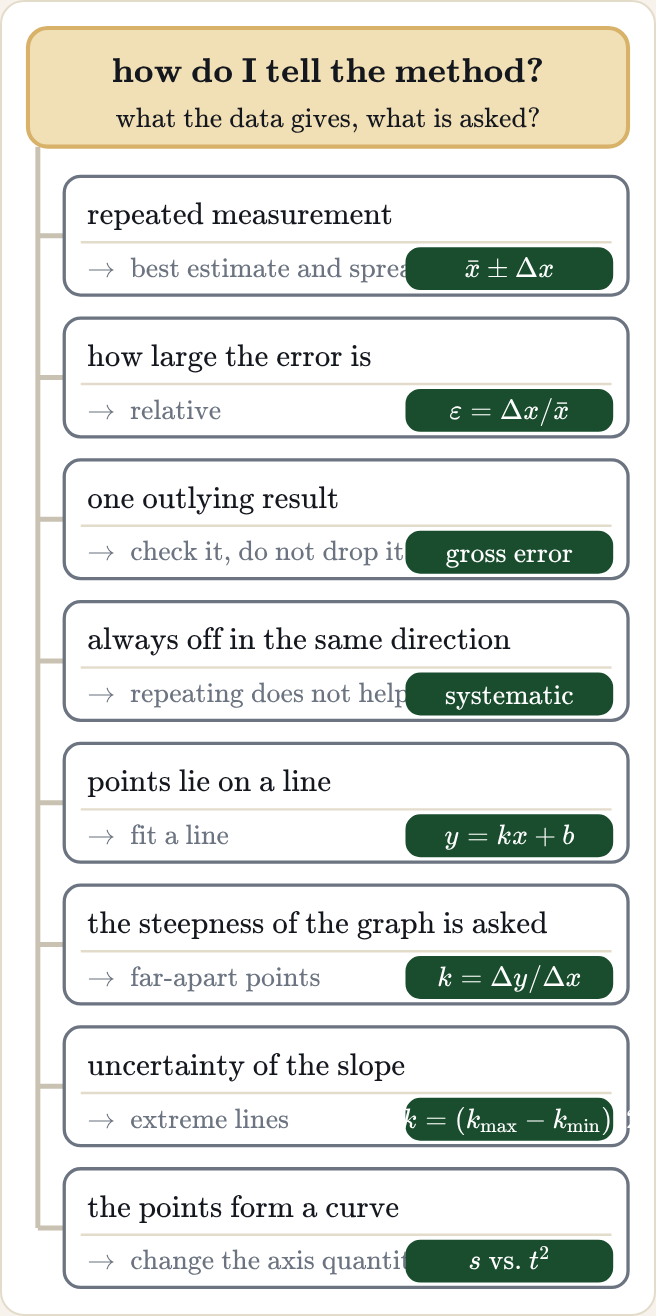 how do I tell the method?
what the data gives, what is asked?
repeated measurement
→ best estimate and x̄ ± Δx
how large the error is
→ relative ε = Δx/x̄
one outlying result
→ check it, do not drop it gross error
always off in the same direction
→ repeating does not help systematic
points lie on a line
→ fit a line y = kx + b
the steepness of the graph is asked
→ far-apart points k = Δy/Δx
uncertainty of the slope
→ extreme lines k = (kmax − kmin)
the points form a curve
→ change the axis s vs. t²